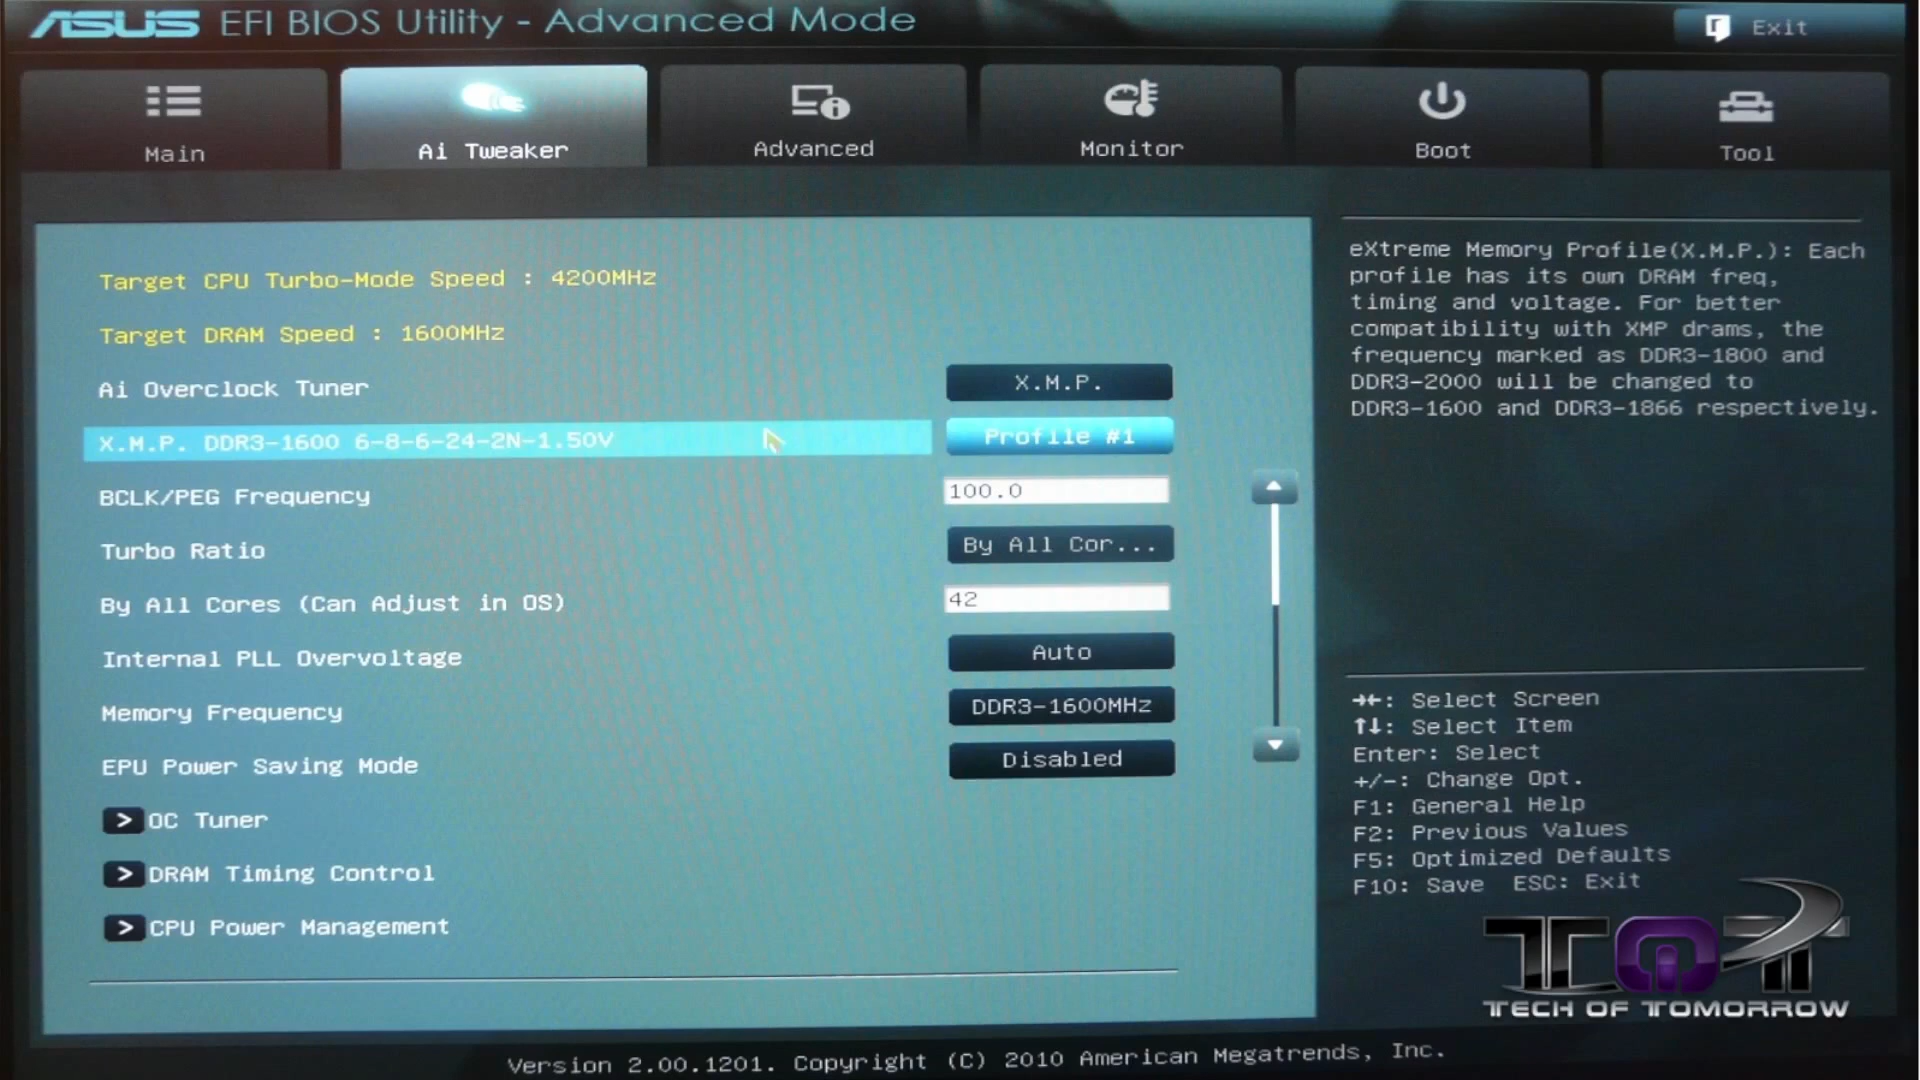 ASUS EFI BIOS Utility - Advanced Mode
Exit
Main
Ai Tweaker
Advanced
Monitor
Boot
Tool
Target CPU Turbo-Mode Speed : 4200MHz
Target DRAM Speed : 1600MHz
Ai Overclock Tuner X.M.P.
X.M.P. DDR3-1600 6-8-6-24-2N-1.50V Profile #1
BCLK/PEG Frequency 100.0
Turbo Ratio By All Cor...
By All Cores (Can Adjust in OS) 42
Internal PLL Overvoltage Auto
Memory Frequency DDR3-1600MHz
EPU Power Saving Mode Disabled
> OC Tuner
> DRAM Timing Control
> CPU Power Management
eXtreme Memory Profile(X.M.P.): Each
profile has its own DRAM freq,
timing and voltage. For better
compatibility with XMP drams, the
frequency marked as DDR3-1800 and
DDR3-2000 will be changed to
DDR3-1600 and DDR3-1866 respectively.
→←: Select Screen
↑↓: Select Item
Enter: Select
+/-: Change Opt.
F1: General Help
F2: Previous Values
F5: Optimized Defaults
F10: Save ESC: Exit
TOT
TECH OF TOMORROW
Version 2.00.1201. Copyright (C) 2010 American Megatrends, Inc.